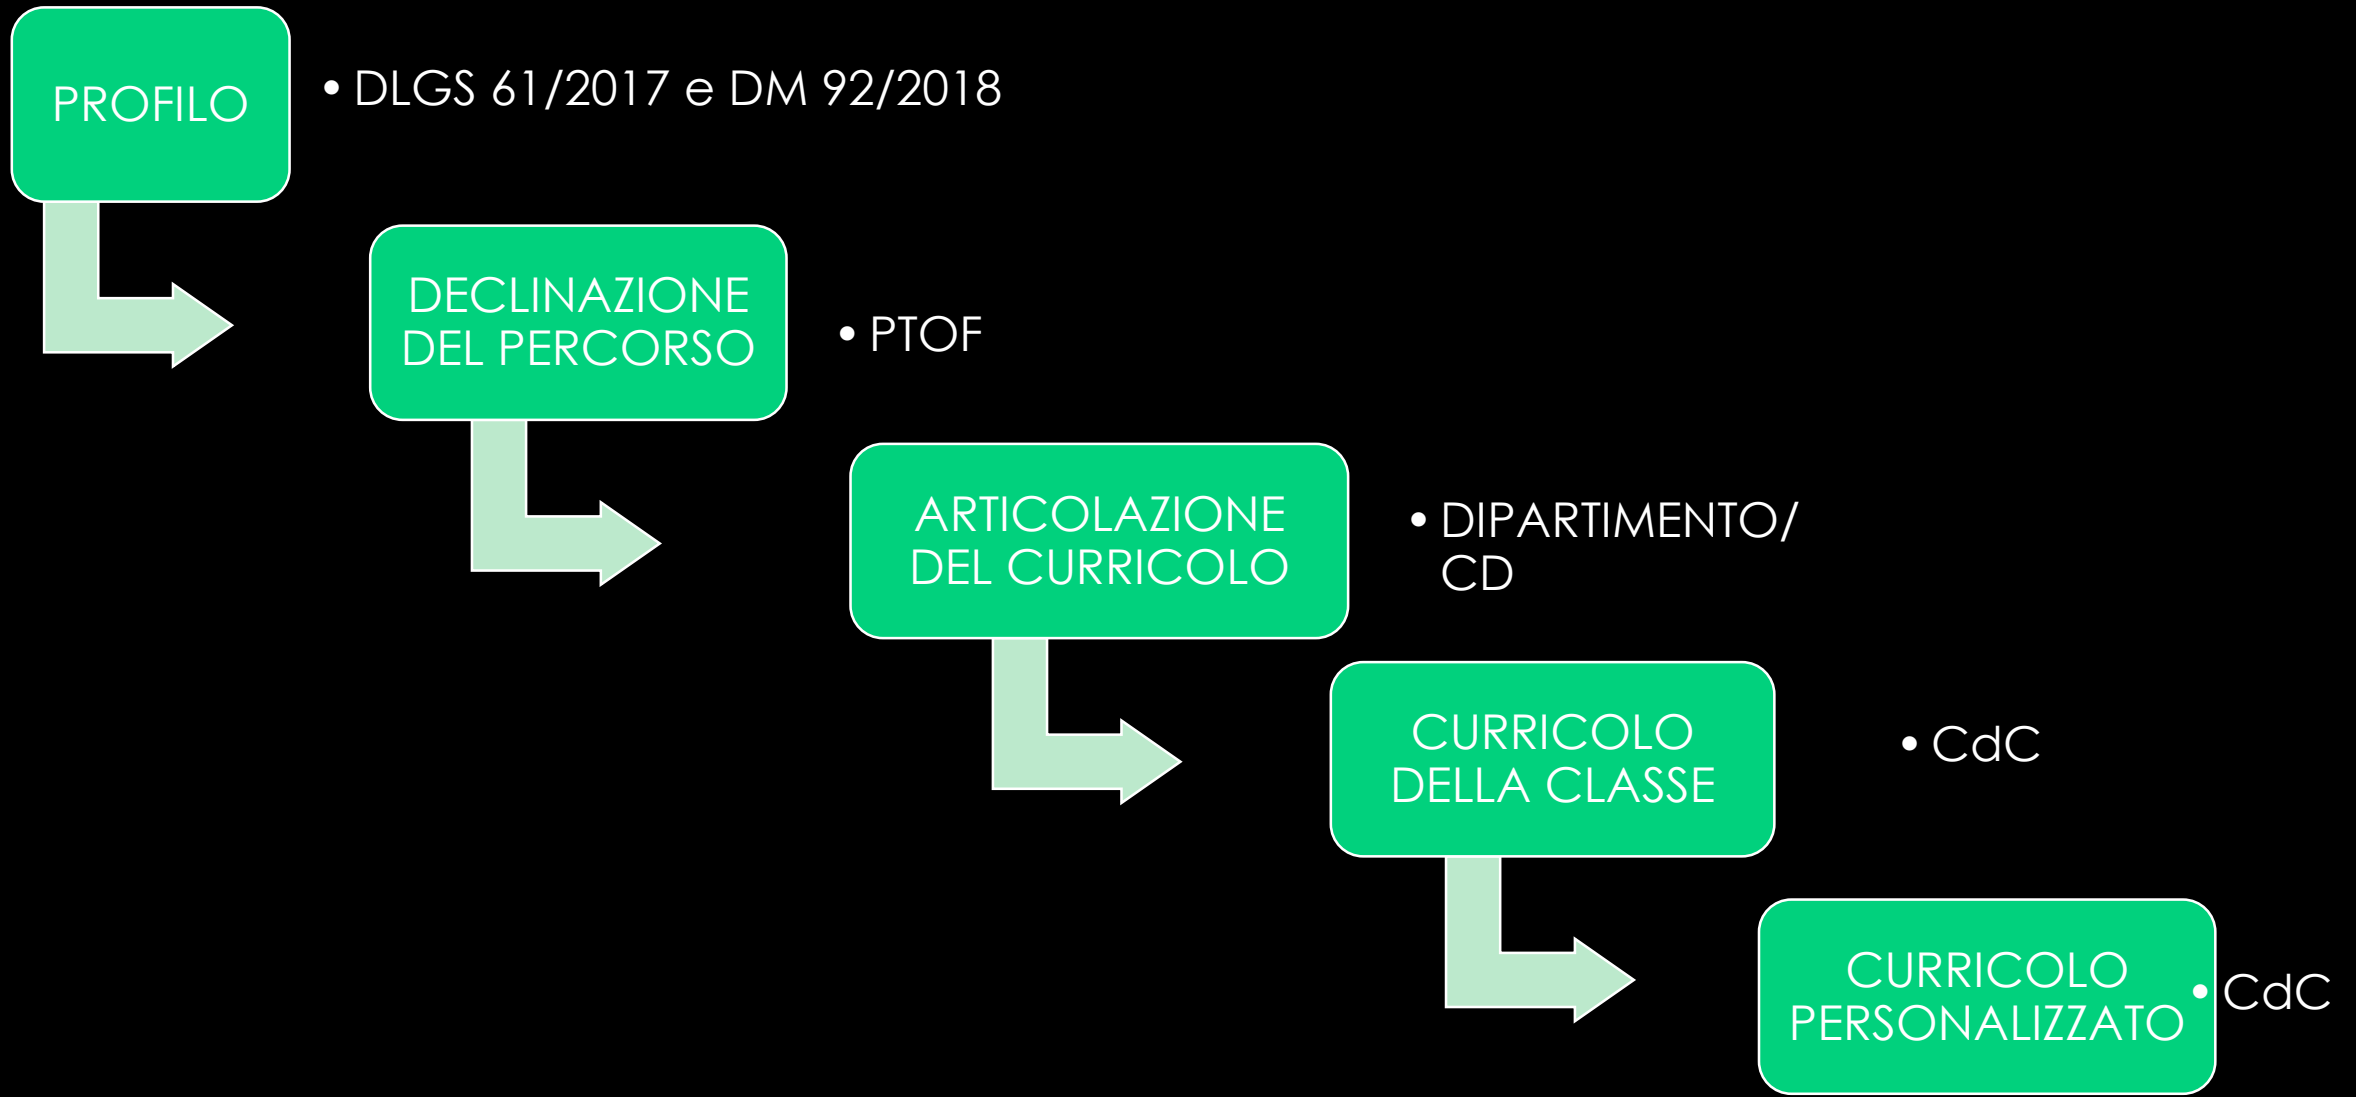 PROFILO
• DLGS 61/2017 e DM 92/2018
DECLINAZIONE
DEL PERCORSO
• PTOF
ARTICOLAZIONE
DEL CURRICOLO
• DIPARTIMENTO/
CD
CURRICOLO
DELLA CLASSE
• CdC
CURRICOLO
PERSONALIZZATO
• CdC